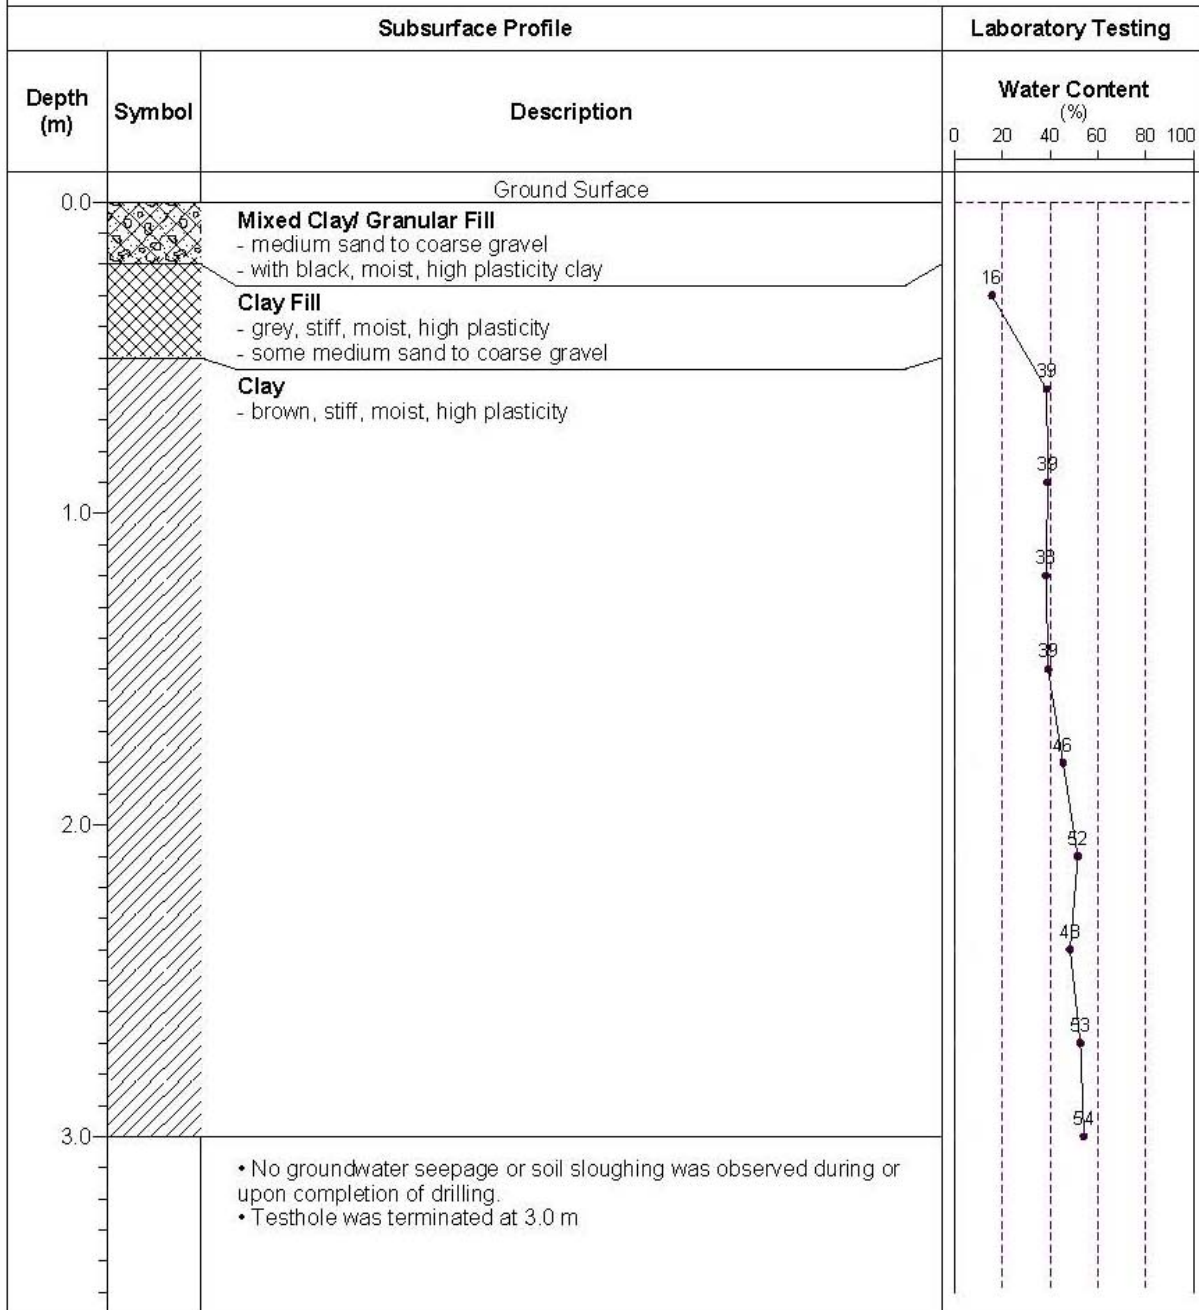 Subsurface Profile
Laboratory Testing
Depth
(m)
Symbol
Description
Water Content
(%)
0 20 40 60 80 100
Ground Surface
0.0
Mixed Clay/ Granular Fill
- medium sand to coarse gravel
- with black, moist, high plasticity clay
16
Clay Fill
- grey, stiff, moist, high plasticity
- some medium sand to coarse gravel
39
Clay
- brown, stiff, moist, high plasticity
39
1.0
38
39
46
2.0
52
48
53
54
3.0
• No groundwater seepage or soil sloughing was observed during or
upon completion of drilling.
• Testhole was terminated at 3.0 m